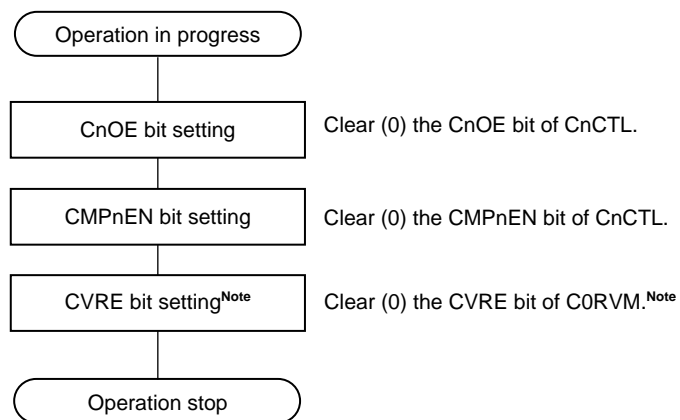 Operation in progress
CnOE bit setting
Clear (0) the CnOE bit of CnCTL.
CMPnEN bit setting
Clear (0) the CMPnEN bit of CnCTL.
CVRE bit settingNote
Clear (0) the CVRE bit of C0RVM.Note
Operation stop